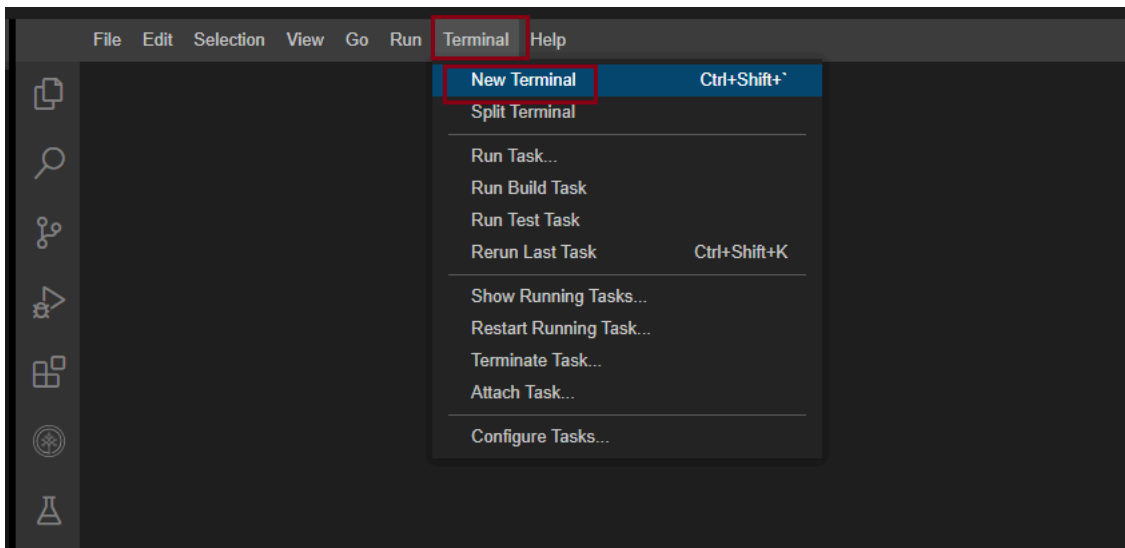 File Edit Selection View Go Run Terminal Help
New Terminal Ctrl+Shift+`
Split Terminal
Run Task...
Run Build Task
Run Test Task
Rerun Last Task Ctrl+Shift+K
Show Running Tasks...
Restart Running Task...
Terminate Task...
Attach Task...
Configure Tasks...